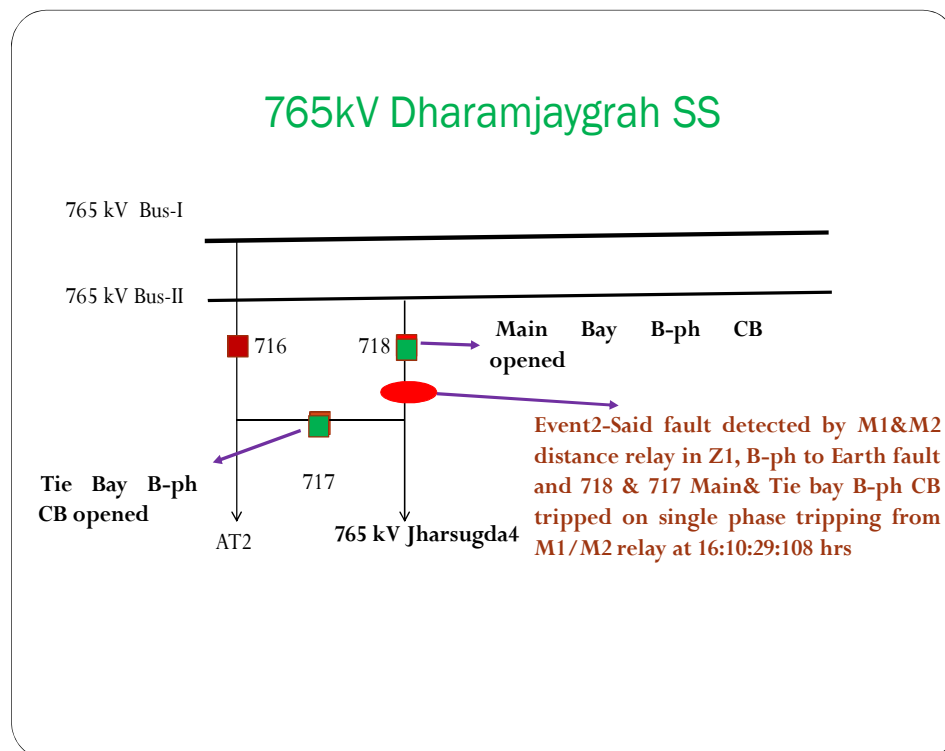 765kV Dharamjaygrah SS
765 kV  Bus-I
765 kV Bus-II
716
718
Main Bay B-ph CB
opened
Event2-Said fault detected by M1&M2
distance relay in Z1, B-ph to Earth fault
and 718 & 717 Main& Tie bay B-ph CB
tripped on single phase tripping from
M1/M2 relay at 16:10:29:108 hrs
Tie Bay B-ph
CB opened
717
AT2
765 kV Jharsugda4